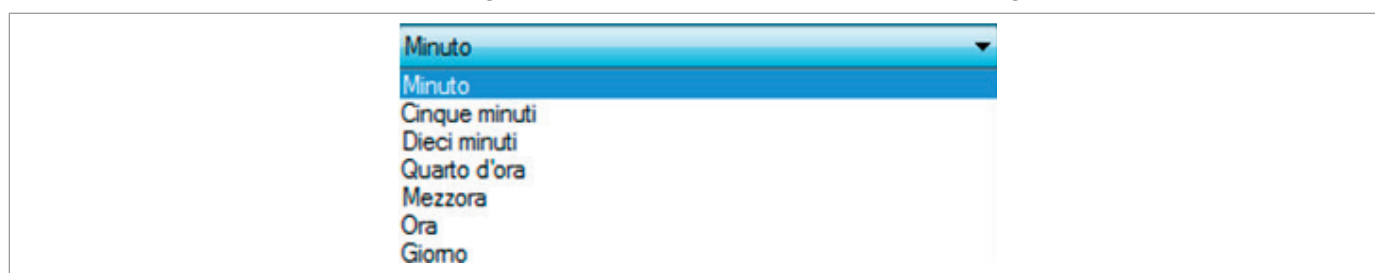 Minuto
Minuto
Cinque minuti
Dieci minuti
Quarto d'ora
Mezzora
Ora
Giorno